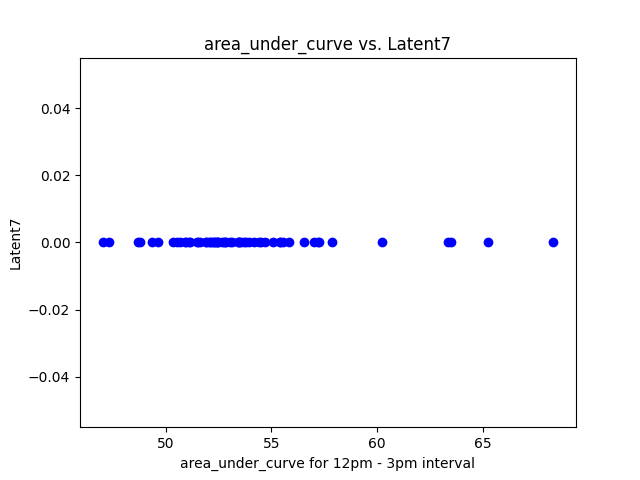 area_under_curve vs. Latent7
0.04
0.02
0.00
−0.02
−0.04
Latent7
50 55 60 65
area_under_curve for 12pm - 3pm interval